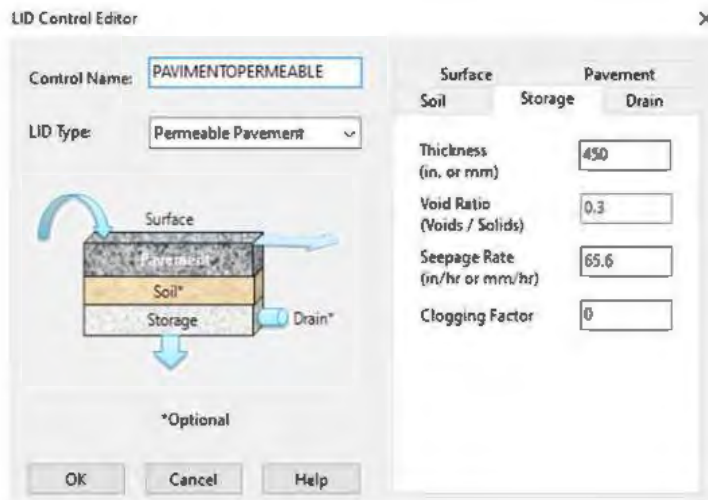 LID Control Editor
Control Name: PAVIMENTOPERMEABLE
LID Type: Permeable Pavement
Surface
Pavement
Soil*
Storage
Drain*
*Optional
OK Cancel Help
Surface Pavement
Soil Storage Drain
Thickness
(in. or mm)
450
Void Ratio
(Voids / Solids)
0.3
Seepage Rate
(in/hr or mm/hr)
65.6
Clogging Factor
0